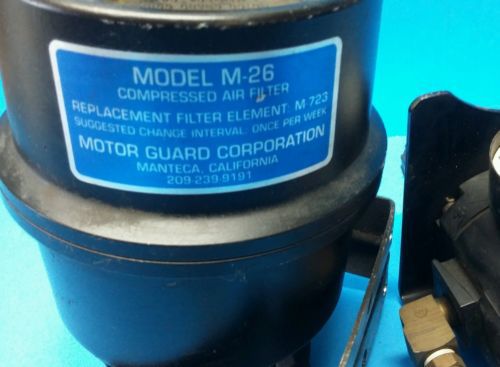 MODEL M-26
COMPRESSED AIR FILTER
REPLACEMENT FILTER ELEMENT: M-723
SUGGESTED CHANGE INTERVAL: ONCE PER WEEK
MOTOR GUARD CORPORATION
MANTECA, CALIFORNIA
209-239-9191